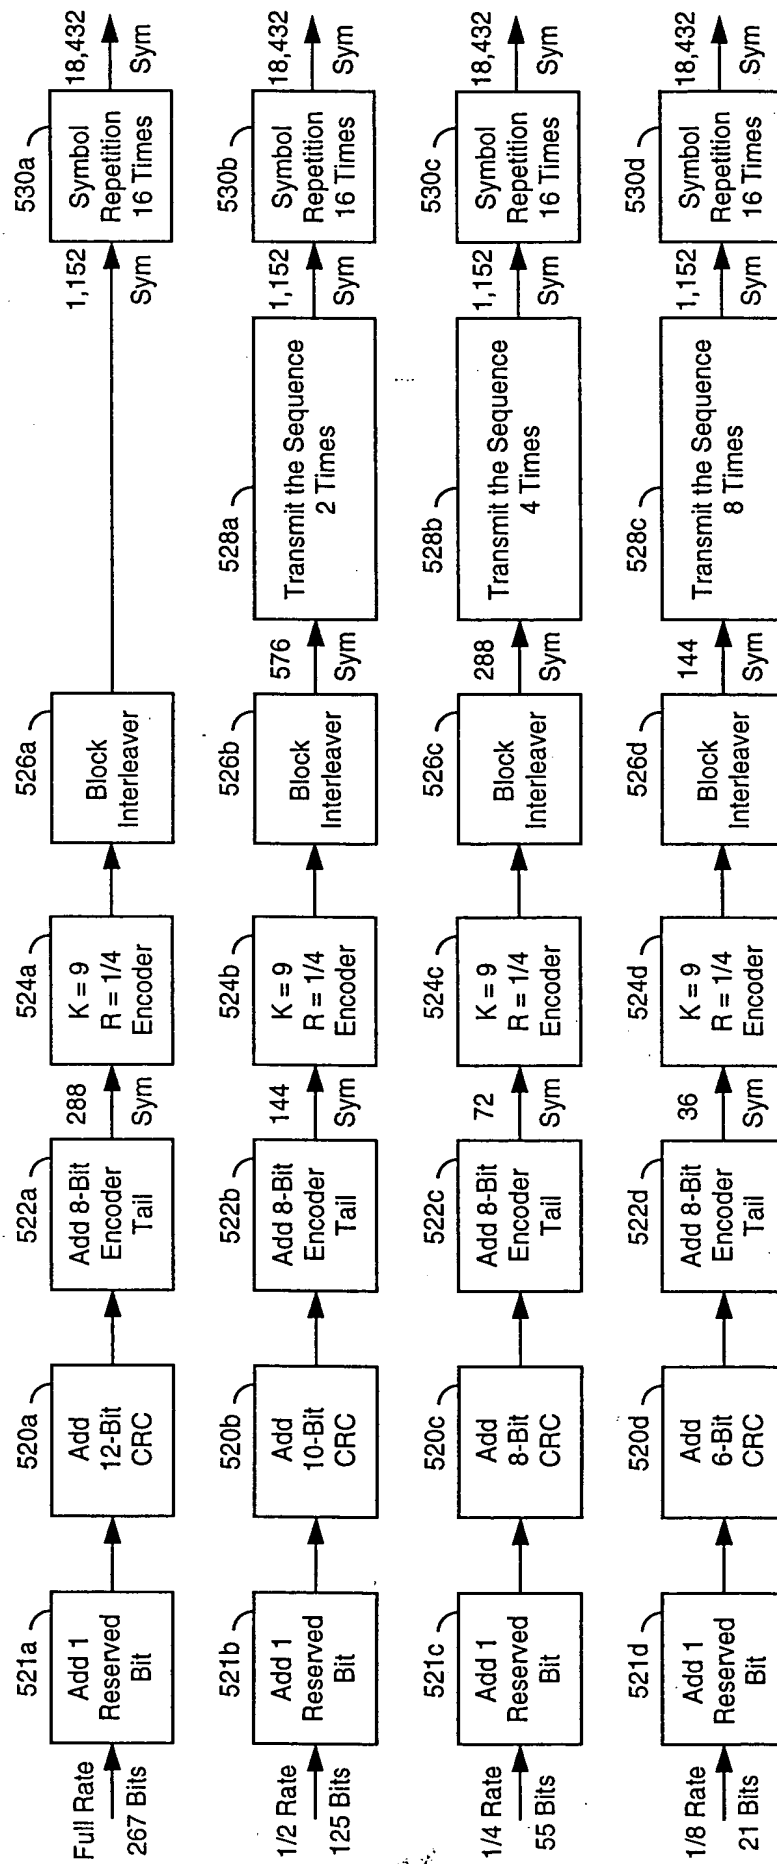 Full Rate
267 Bits
521a
Add 1
Reserved
Bit
520a
Add
12-Bit
CRC
522a
Add 8-Bit
Encoder
Tail
288
Sym
524a
K = 9
R = 1/4
Encoder
526a
Block
Interleaver
1,152
Sym
530a
Symbol
Repetition
16 Times
18,432
Sym
1/2 Rate
125 Bits
521b
Add 1
Reserved
Bit
520b
Add
10-Bit
CRC
522b
Add 8-Bit
Encoder
Tail
144
Sym
524b
K = 9
R = 1/4
Encoder
526b
Block
Interleaver
576
Sym
528a
Transmit the Sequence
2 Times
1,152
Sym
530b
Symbol
Repetition
16 Times
18,432
Sym
1/4 Rate
55 Bits
521c
Add 1
Reserved
Bit
520c
Add
8-Bit
CRC
522c
Add 8-Bit
Encoder
Tail
72
Sym
524c
K = 9
R = 1/4
Encoder
526c
Block
Interleaver
288
Sym
528b
Transmit the Sequence
4 Times
1,152
Sym
530c
Symbol
Repetition
16 Times
18,432
Sym
1/8 Rate
21 Bits
521d
Add 1
Reserved
Bit
520d
Add
6-Bit
CRC
522d
Add 8-Bit
Encoder
Tail
36
Sym
524d
K = 9
R = 1/4
Encoder
526d
Block
Interleaver
144
Sym
528c
Transmit the Sequence
8 Times
1,152
Sym
530d
Symbol
Repetition
16 Times
18,432
Sym